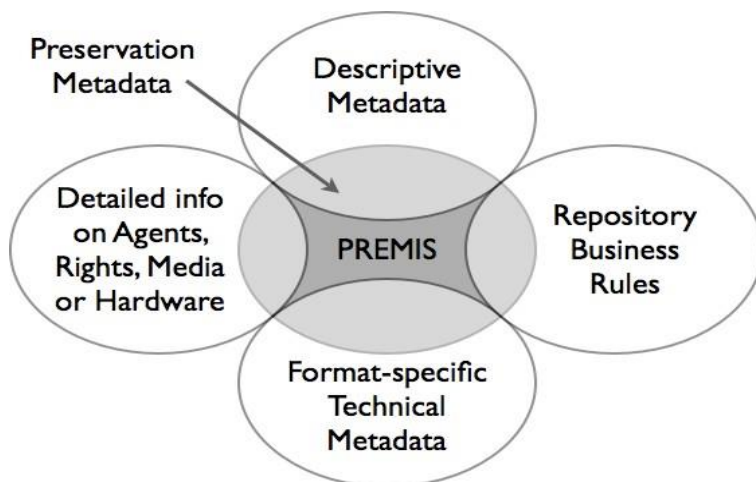 Preservation
Metadata
Descriptive
Metadata
Detailed info
on Agents,
Rights, Media
or Hardware
PREMIS
Repository
Business
Rules
Format-specific
Technical
Metadata